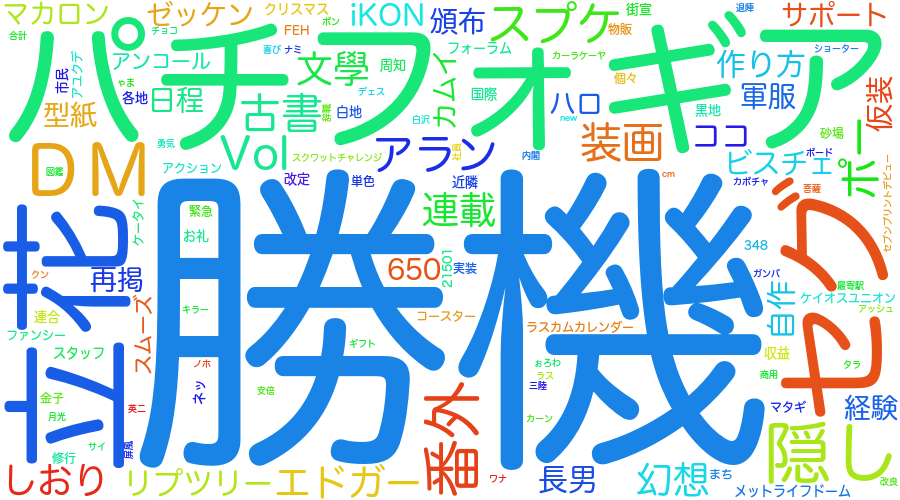 マカロン
ゼッケン
クリスマス
iKON
頒布
スプケ
街宣
退陣
サポート
合計
チョコ
ボン
FEH
物販
パチフォギア
アンコール
喜び
ナミ
フォーラム
カーラケーヤ
ショーター
市民
アユクデ
やま
文學
周知
カムイ
国際
個々
作り方
仮装
型紙
各地
日程
古書
白地
デュス
白沢
ハロ
new
黒地
軍服
砂場
勇気
Vol
スクワットチャレンジ
アラン
社員
内閣
装画
ココ
ボード
ビスチェ
ポー
DM
図鑑
アクション
改定
単色
近隣
cm
カボチャ
菩薩
セブンプリントデビュー
勝機
立花
セグ
ケータイ
緊急
お礼
連載
348
再掲
650
21501
実装
ガンバ
最寄駅
クン
連合
スムーズ
キラー
コースター
ラスカムカレンダー
自作
ケイオスユニオン
アッシュ
ファンシー
スタッフ
ギフト
収益
ノホ
ネッ
ぉろわ
ラス
三陸
商用
タラ
金子
安倍
月光
英二
番外
カーン
マタギ
経験
サイ
屏風
修行
隠し
しおり
リプツリー
エドガー
ワナ
長男
幻想
まち
メットライフドーム
改良